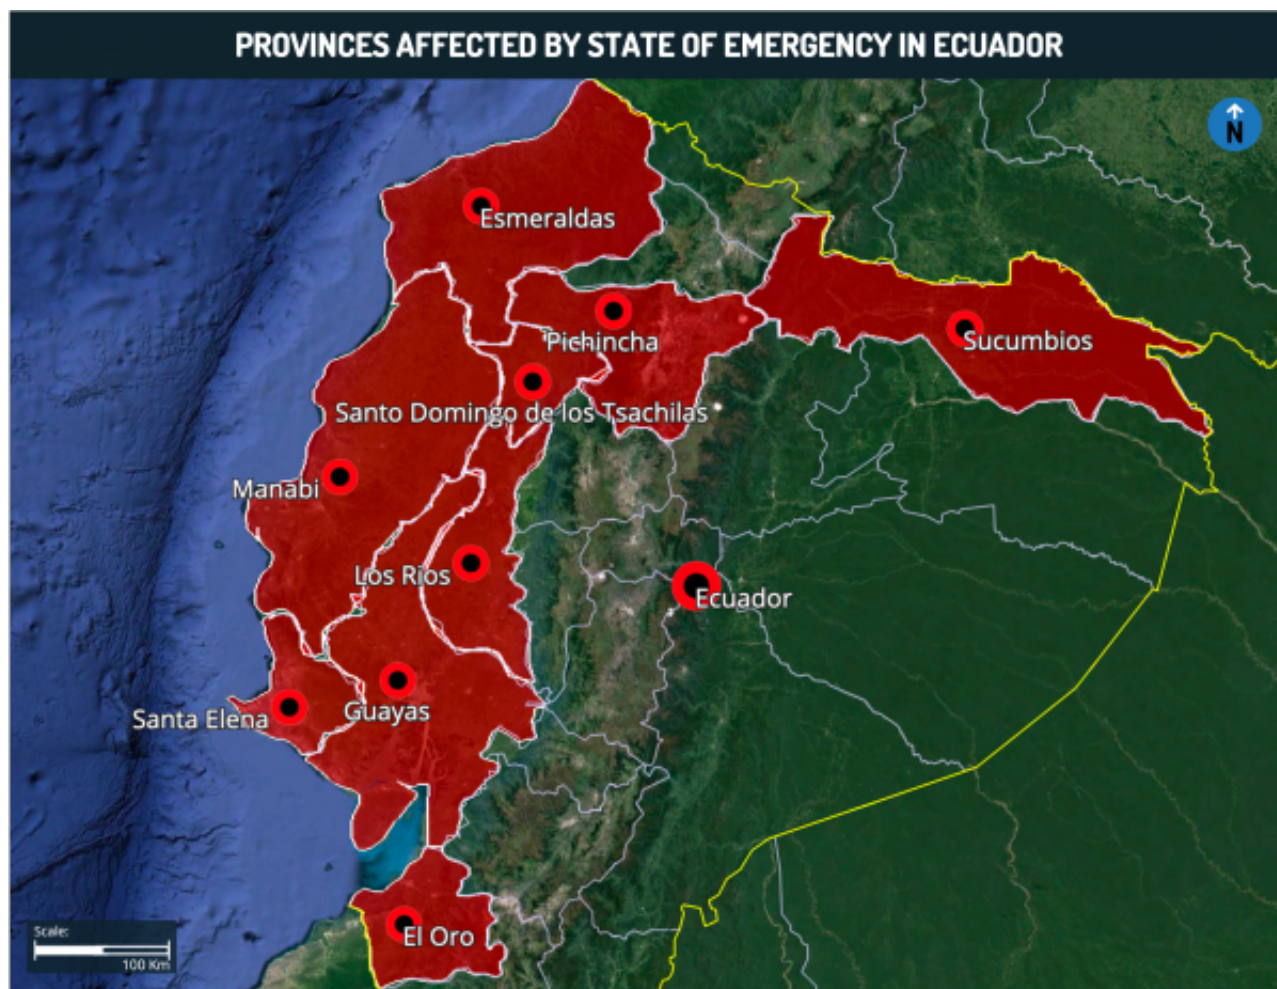 PROVINCES AFFECTED BY STATE OF EMERGENCY IN ECUADOR
N
Esmeraldas
Pichincha
Sucumbios
Santo Domingo de los Tsachilas
Manabi
Los Rios
Ecuador
Santa Elena
Guayas
El Oro
Scale:
100 Km